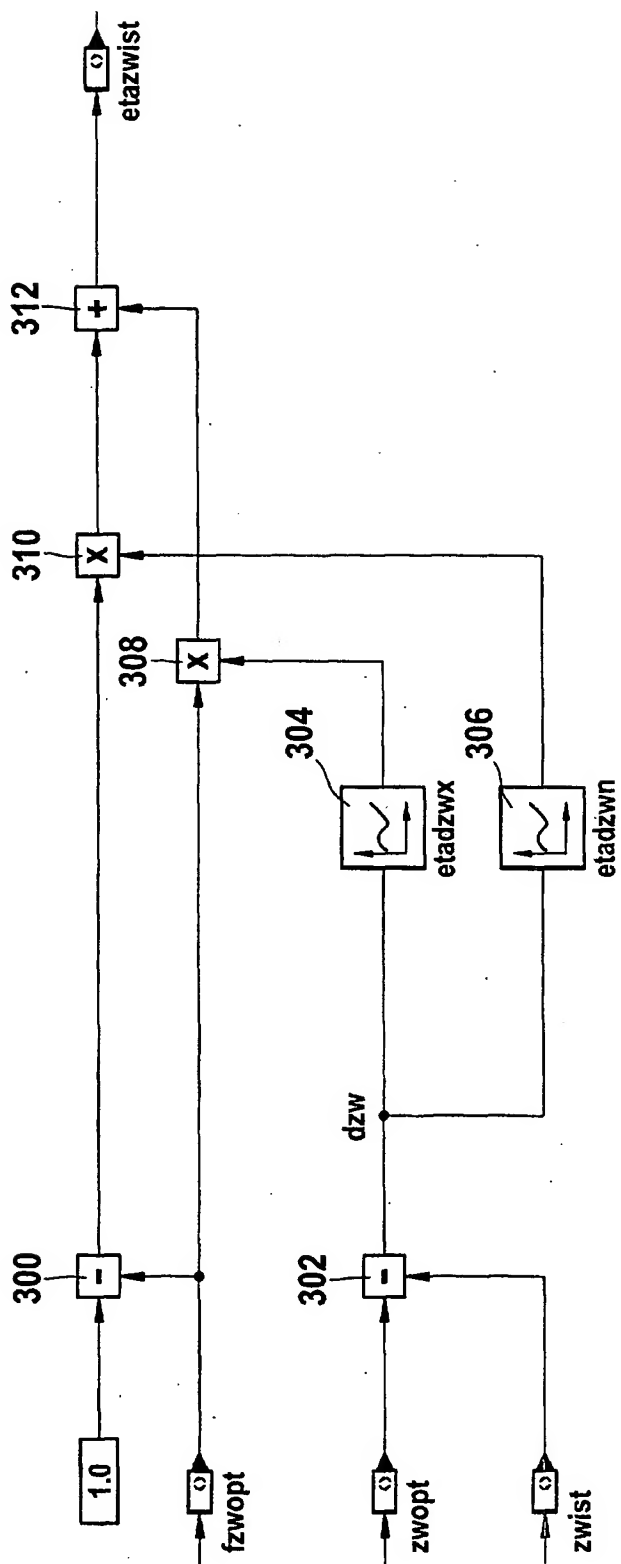 312
+
etazwist
310
X
308
X
304
etadzwx
306
etadzwn
dzw
300
-
302
-
1.0
fzwopt
zwopt
zwist